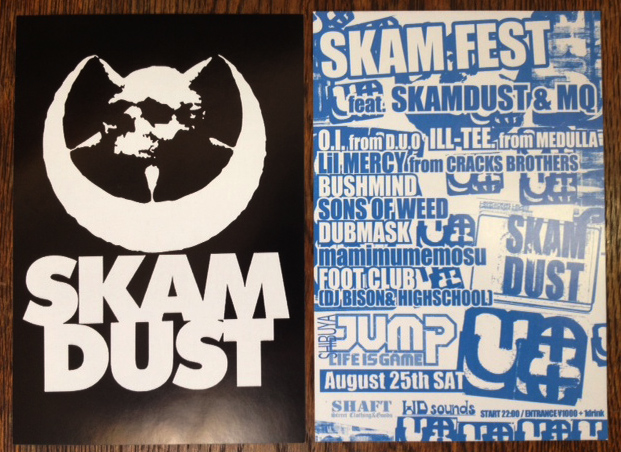 SKAM
DUST
SKAM FEST
feat. SKAMDUST & MQ
O.I. from D.U.O ILL-TEE. from MEDULLA
Lil MERCY from CRACKS BROTHERS
BUSHMIND
SONS OF WEED
DUBMASK
mamimumemosu
FOOT CLUB
(DJ BISON& HIGHSCHOOL)
SKAM
DUST
SHIBUYA
JUMP
LIFE IS GAME
August 25th SAT
SHAFT
WD sounds
START 22:00 / ENTRANCE ¥1000 + 1drink